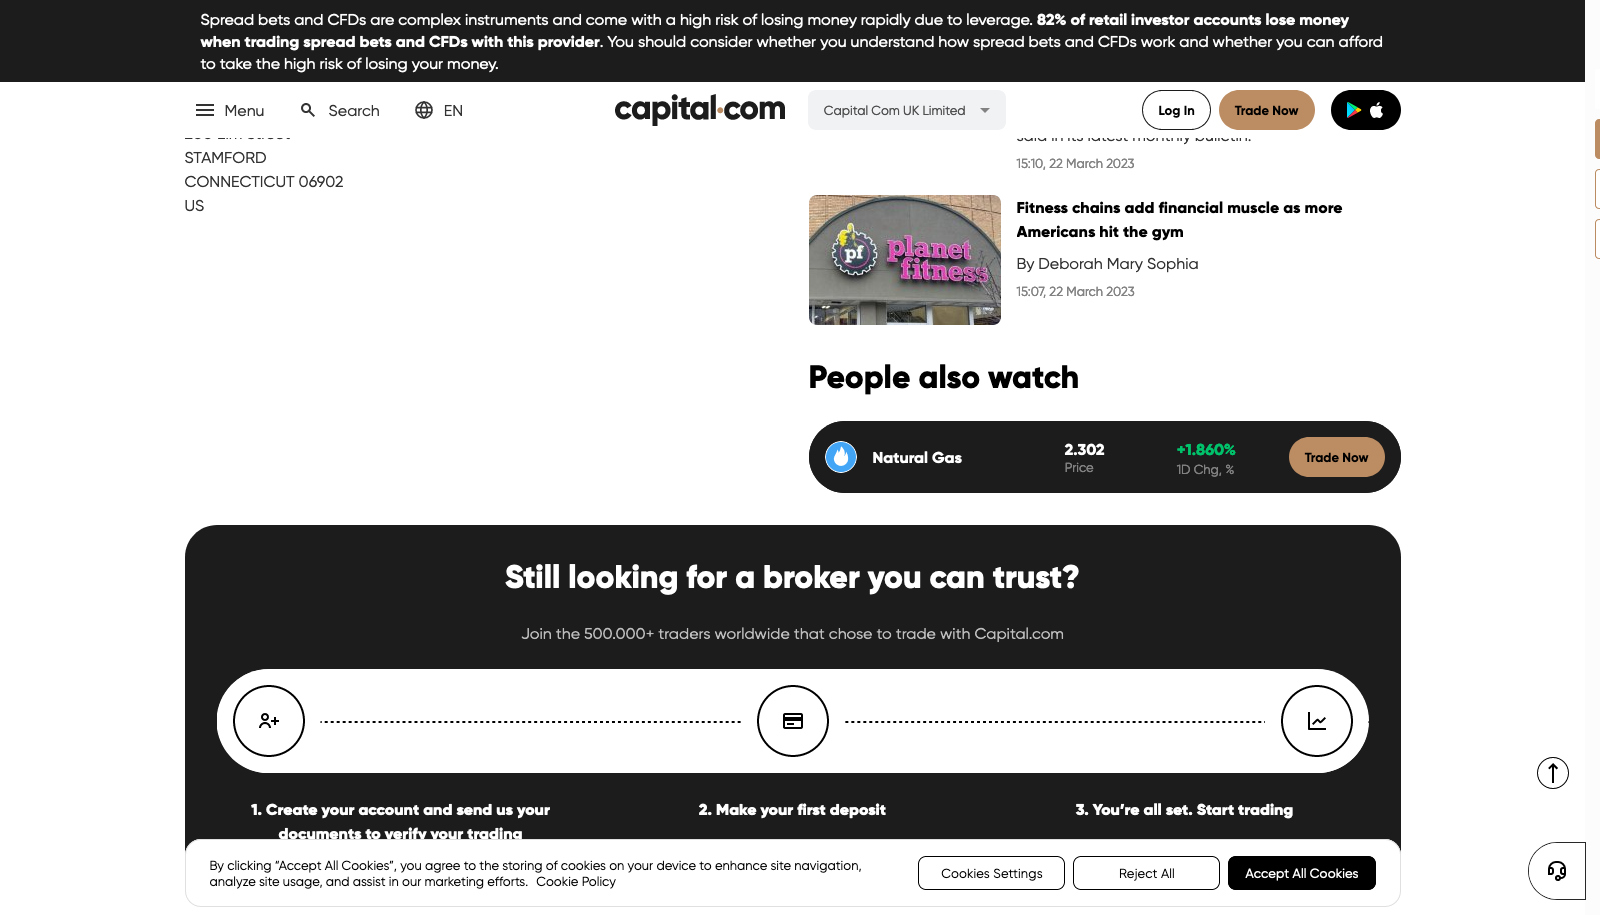 Spread bets and CFDs are complex instruments and come with a high risk of losing money rapidly due to leverage. 82% of retail investor accounts lose money
when trading spread bets and CFDs with this provider. You should consider whether you understand how spread bets and CFDs work and whether you can afford
to take the high risk of losing your money.
Menu
Search
EN
capital.com
Capital Com UK Limited
Log In
Trade Now
STAMFORD
CONNECTICUT 06902
US
said in its latest monthly bulletin.
15:10, 22 March 2023
pf planet
fitness
Fitness chains add financial muscle as more
Americans hit the gym
By Deborah Mary Sophia
15:07, 22 March 2023
People also watch
Natural Gas
2.302
Price
+1.860%
1D Chg, %
Trade Now
Still looking for a broker you can trust?
Join the 500.000+ traders worldwide that chose to trade with Capital.com
1. Create your account and send us your
documents to verify your trading
2. Make your first deposit
3. You're all set. Start trading
By clicking “Accept All Cookies”, you agree to the storing of cookies on your device to enhance site navigation,
analyze site usage, and assist in our marketing efforts. Cookie Policy
Cookies Settings
Reject All
Accept All Cookies